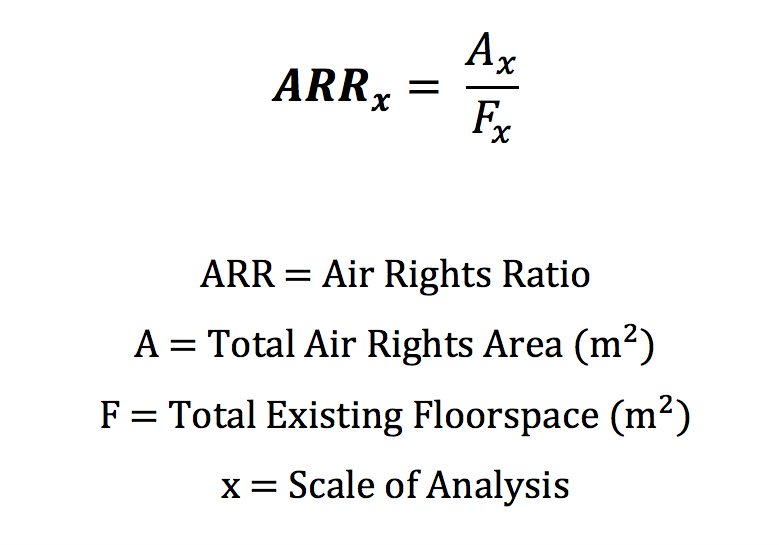 ARRₓ = Aₓ / Fₓ
ARR = Air Rights Ratio
A = Total Air Rights Area (m²)
F = Total Existing Floorspace (m²)
x = Scale of Analysis